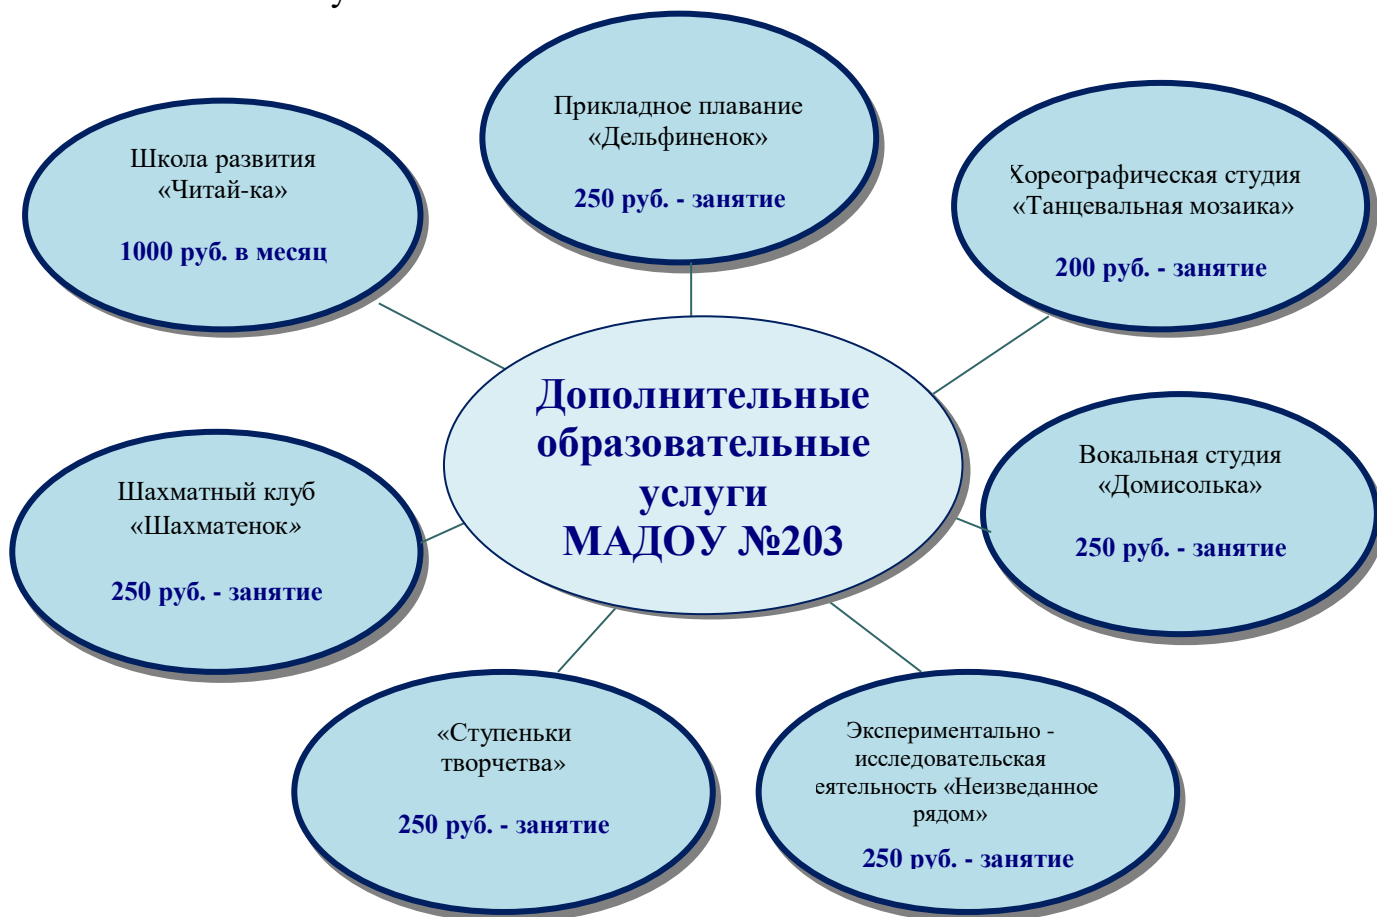 Прикладное плавание
«Дельфиненок»
250 руб. - занятие
Школа развития
«Читай-ка»
1000 руб. в месяц
Хореографическая студия
«Танцевальная мозаика»
200 руб. - занятие
Дополнительные
образовательные
услуги
МАДОУ №203
Шахматный клуб
«Шахматенок»
250 руб. - занятие
Вокальная студия
«Домисолька»
250 руб. - занятие
«Ступеньки
творчетва»
250 руб. - занятие
Экспериментально -
исследовательская
еятельность «Неизведанное
рядом»
250 руб. - занятие